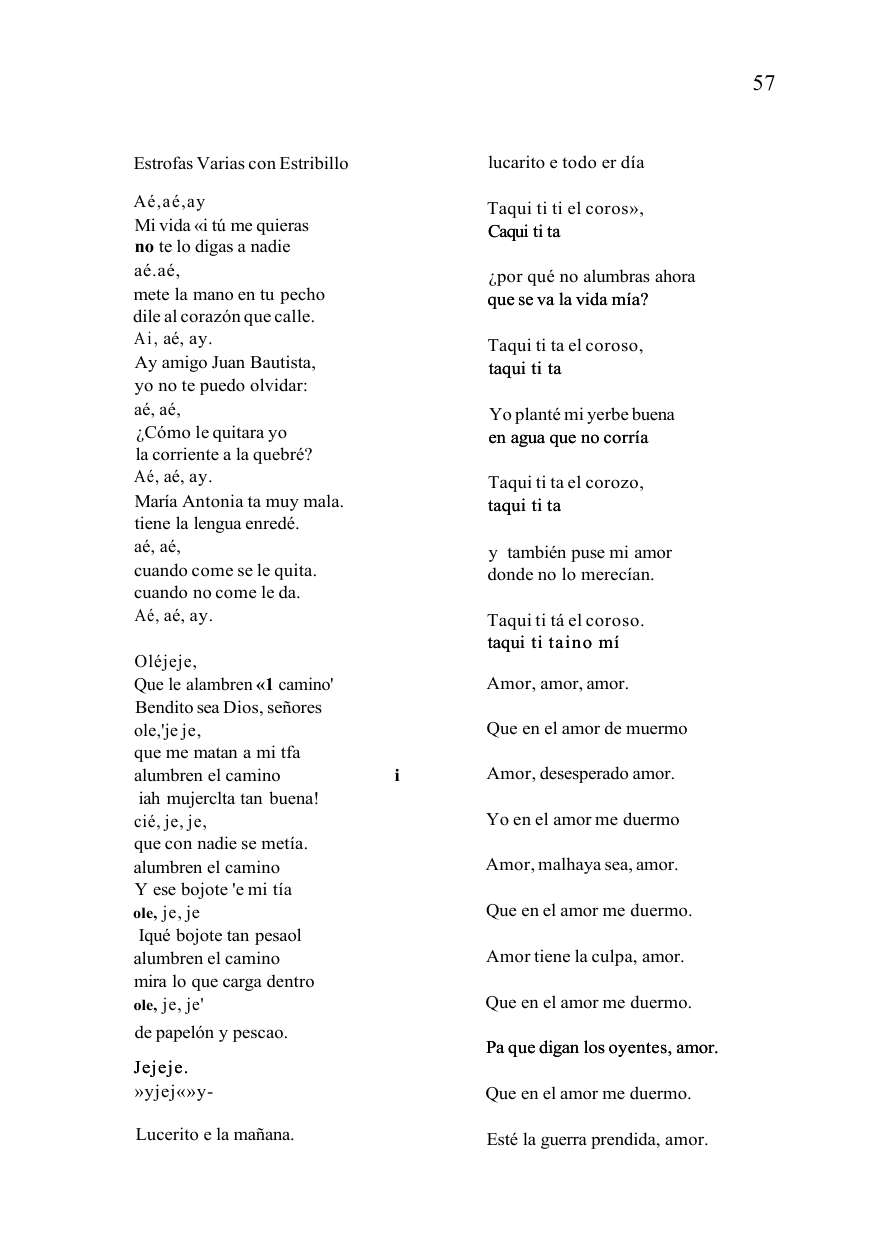 57
Estrofas Varias con Estribillo
Aé,aé,ay
Mi vida «i tú me quieras
no te lo digas a nadie
aé.aé,
mete la mano en tu pecho
dile al corazón que calle.
Ai, aé, ay.
Ay amigo Juan Bautista,
yo no te puedo olvidar:
aé, aé,
¿Cómo le quitara yo
la corriente a la quebré?
Aé, aé, ay.
María Antonia ta muy mala.
tiene la lengua enredé.
aé, aé,
cuando come se le quita.
cuando no come le da.
Aé, aé, ay.
Oléjeje,
Que le alambren «1 camino'
Bendito sea Dios, señores
ole,'je je,
que me matan a mi tfa
alumbren el camino
iah mujerclta tan buena!
cié, je, je,
que con nadie se metía.
alumbren el camino
Y ese bojote 'e mi tía
ole, je, je
Iqué bojote tan pesaol
alumbren el camino
mira lo que carga dentro
ole, je, je'
de papelón y pescao.
Jejeje.
»yjej«»y-
Lucerito e la mañana.
i
lucarito e todo er día
Taqui ti ti el coros»,
Caqui ti ta
¿por qué no alumbras ahora
que se va la vida mía?
Taqui ti ta el coroso,
taqui ti ta
Yo planté mi yerbe buena
en agua que no corría
Taqui ti ta el corozo,
taqui ti ta
y también puse mi amor
donde no lo merecían.
Taqui ti tá el coroso.
taqui ti taino mí
Amor, amor, amor.
Que en el amor de muermo
Amor, desesperado amor.
Yo en el amor me duermo
Amor, malhaya sea, amor.
Que en el amor me duermo.
Amor tiene la culpa, amor.
Que en el amor me duermo.
Pa que digan los oyentes, amor.
Que en el amor me duermo.
Esté la guerra prendida, amor.